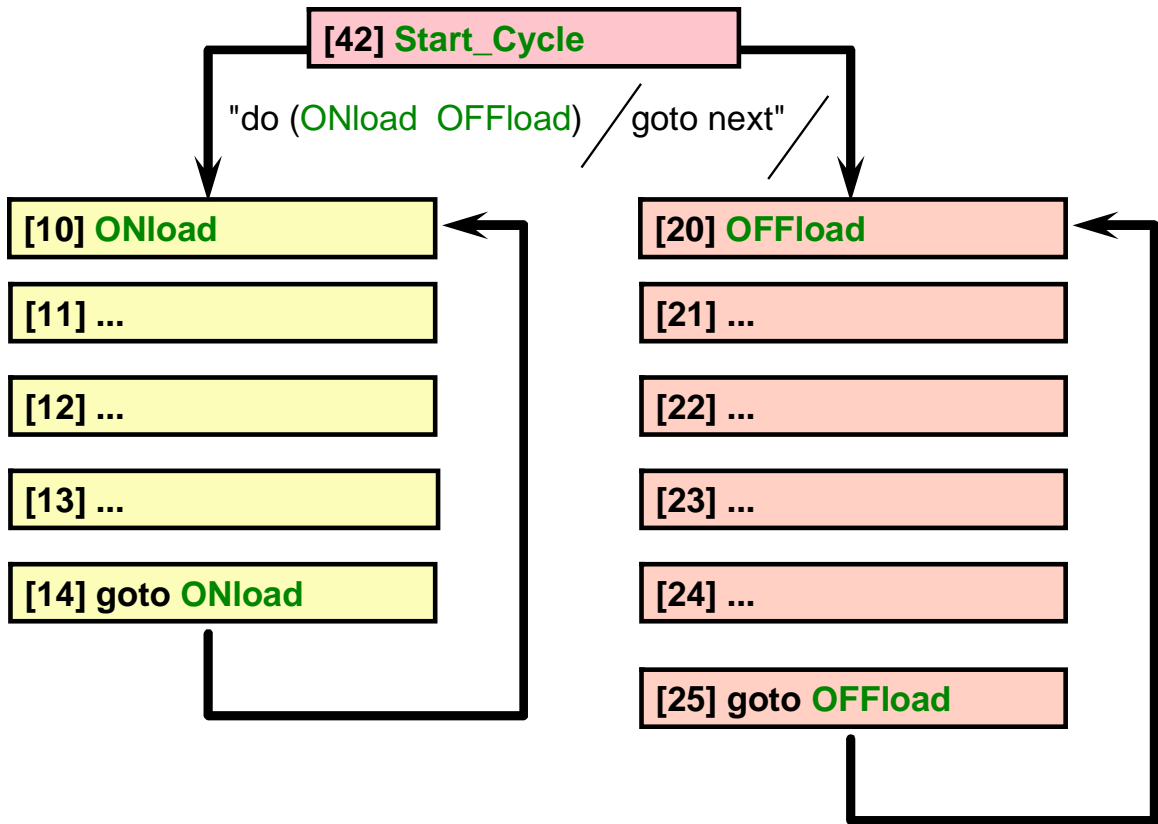 [42] Start_Cycle
"do (ONload OFFload) / goto next" /
[10] ONload
[11] ...
[12] ...
[13] ...
[14] goto ONload
[20] OFFload
[21] ...
[22] ...
[23] ...
[24] ...
[25] goto OFFload